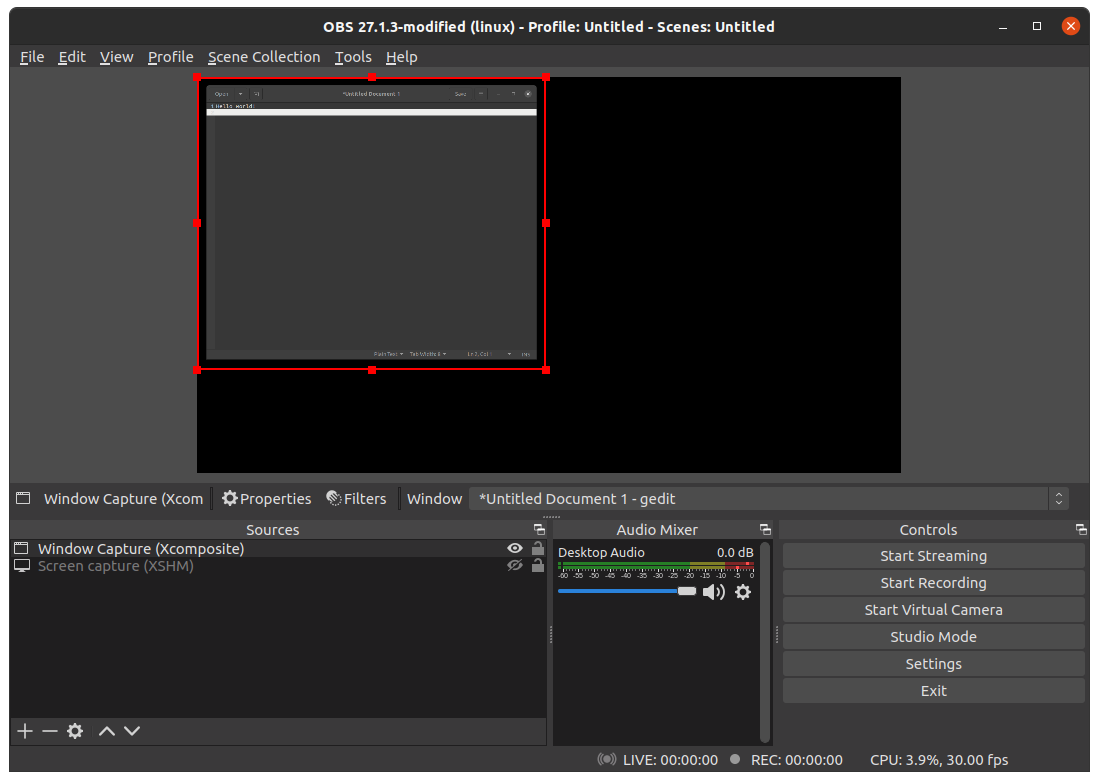 OBS 27.1.3-modified (linux) - Profile: Untitled - Scenes: Untitled
File Edit View Profile Scene Collection Tools Help
Open *Untitled Document 1 Save
1 Hello World!
Plain Text Tab Width: 8 Ln 2, Col 1 INS
Window Capture (Xcom Properties Filters Window *Untitled Document 1 - gedit
Sources Audio Mixer Controls
Window Capture (Xcomposite)
Screen capture (XSHM)
Desktop Audio 0.0 dB
-60 -55 -50 -45 -40 -35 -30 -25 -20 -15 -10 -5 0
Start Streaming
Start Recording
Start Virtual Camera
Studio Mode
Settings
Exit
LIVE: 00:00:00 REC: 00:00:00 CPU: 3.9%, 30.00 fps